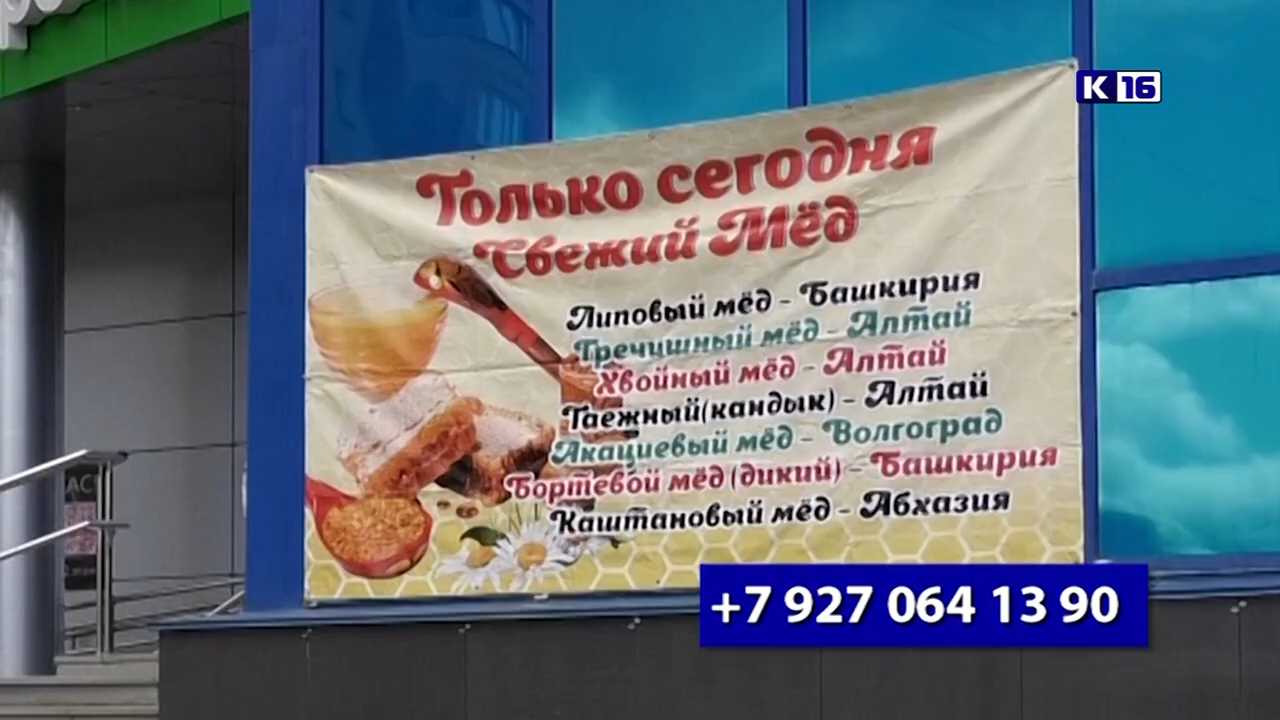 К 16
Только сегодня
Свежий Мёд
Липовый мёд - Башкирия
Гречишный мёд - Алтай
Хвойный мёд - Алтай
Таежный(кандык) - Алтай
Акациевый мёд - Волгоград
Бортевой мёд (дикий) - Башкирия
Каштановый мёд - Абхазия
+7 927 064 13 90